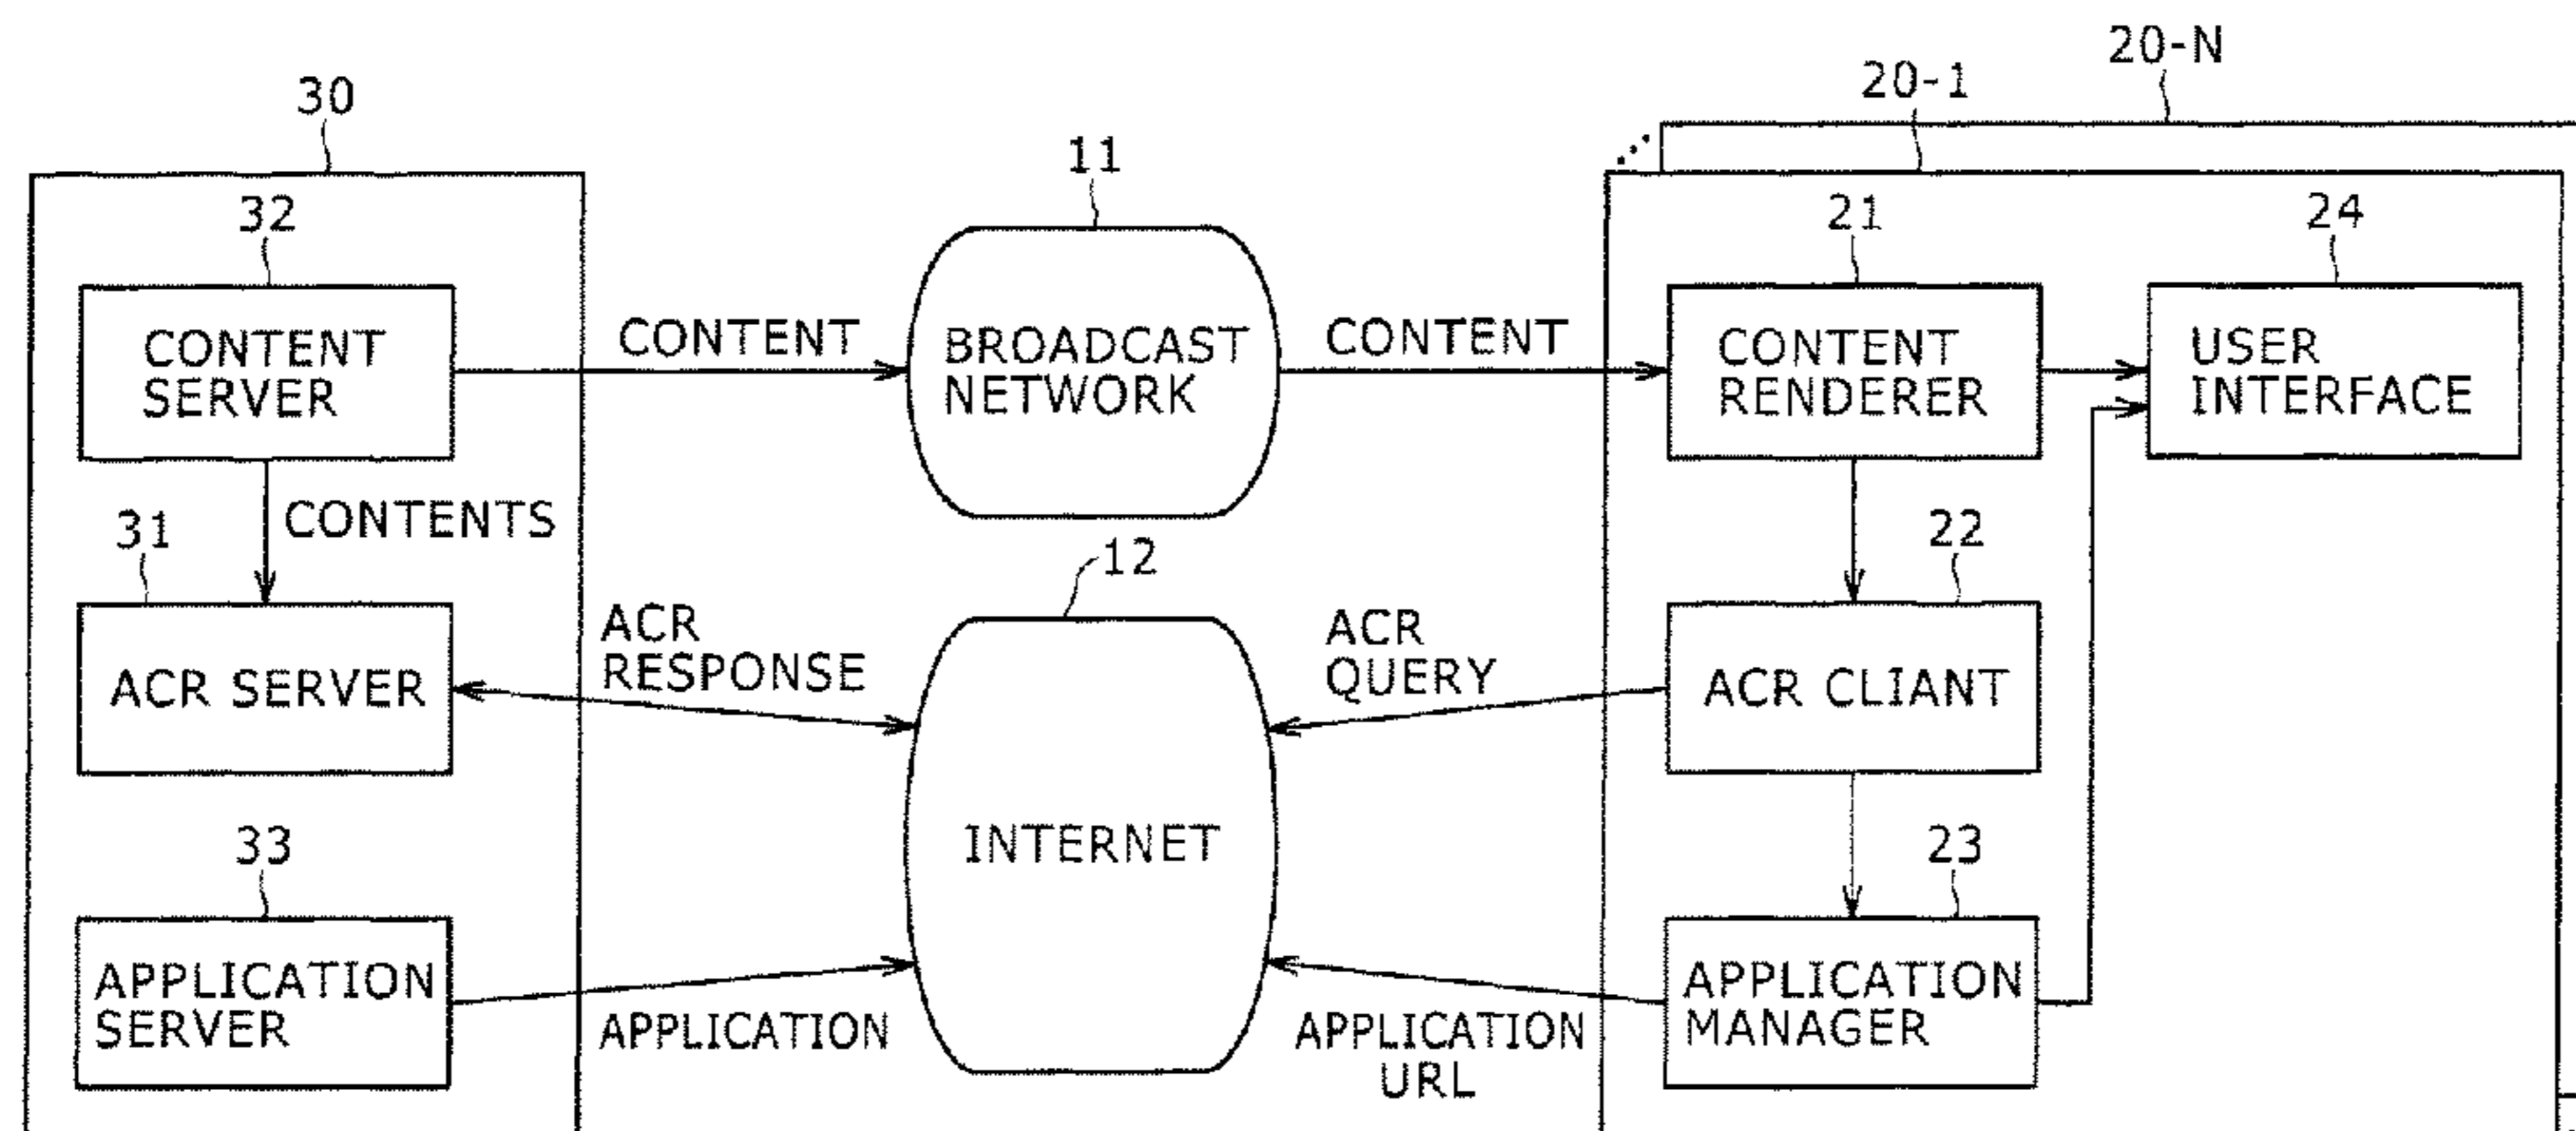 20-N
20-1
30
11
32
21
24
CONTENT
SERVER
CONTENT
BROADCAST
NETWORK
CONTENT
CONTENT
RENDERER
USER
INTERFACE
CONTENTS
31
12
22
ACR SERVER
ACR
RESPONSE
ACR
QUERY
ACR CLIANT
INTERNET
33
23
APPLICATION
SERVER
APPLICATION
APPLICATION
URL
APPLICATION
MANAGER